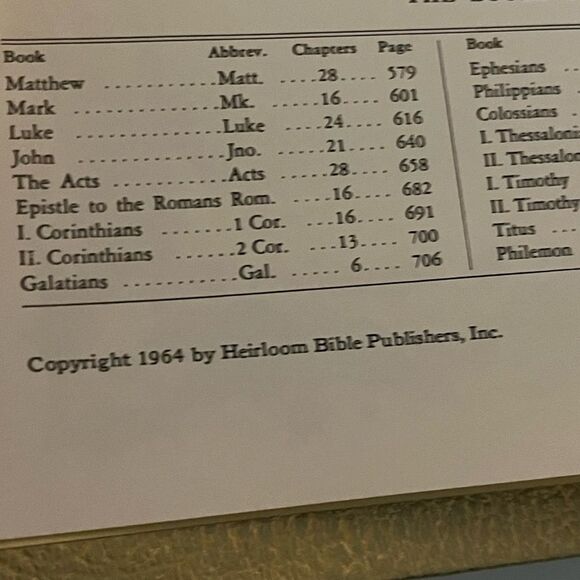 Book Abbrev. Chapters Page
Matthew ...........Matt. ....28.... 579
Mark ..............Mk. ....16.... 601
Luke ..............Luke ....24.... 616
John ..............Jno. ....21.... 640
The Acts ..........Acts ....28.... 658
Epistle to the Romans Rom. ....16.... 682
I. Corinthians .......1 Cor. ...16.... 691
II. Corinthians ......2 Cor. ...13.... 700
Galatians ...........Gal. ..... 6.... 706
Book
Ephesians ..
Philippians .
Colossians .
I. Thessaloni
II. Thessalon
I. Timothy
II. Timothy
Titus ...
Philemon
Copyright 1964 by Heirloom Bible Publishers, Inc.